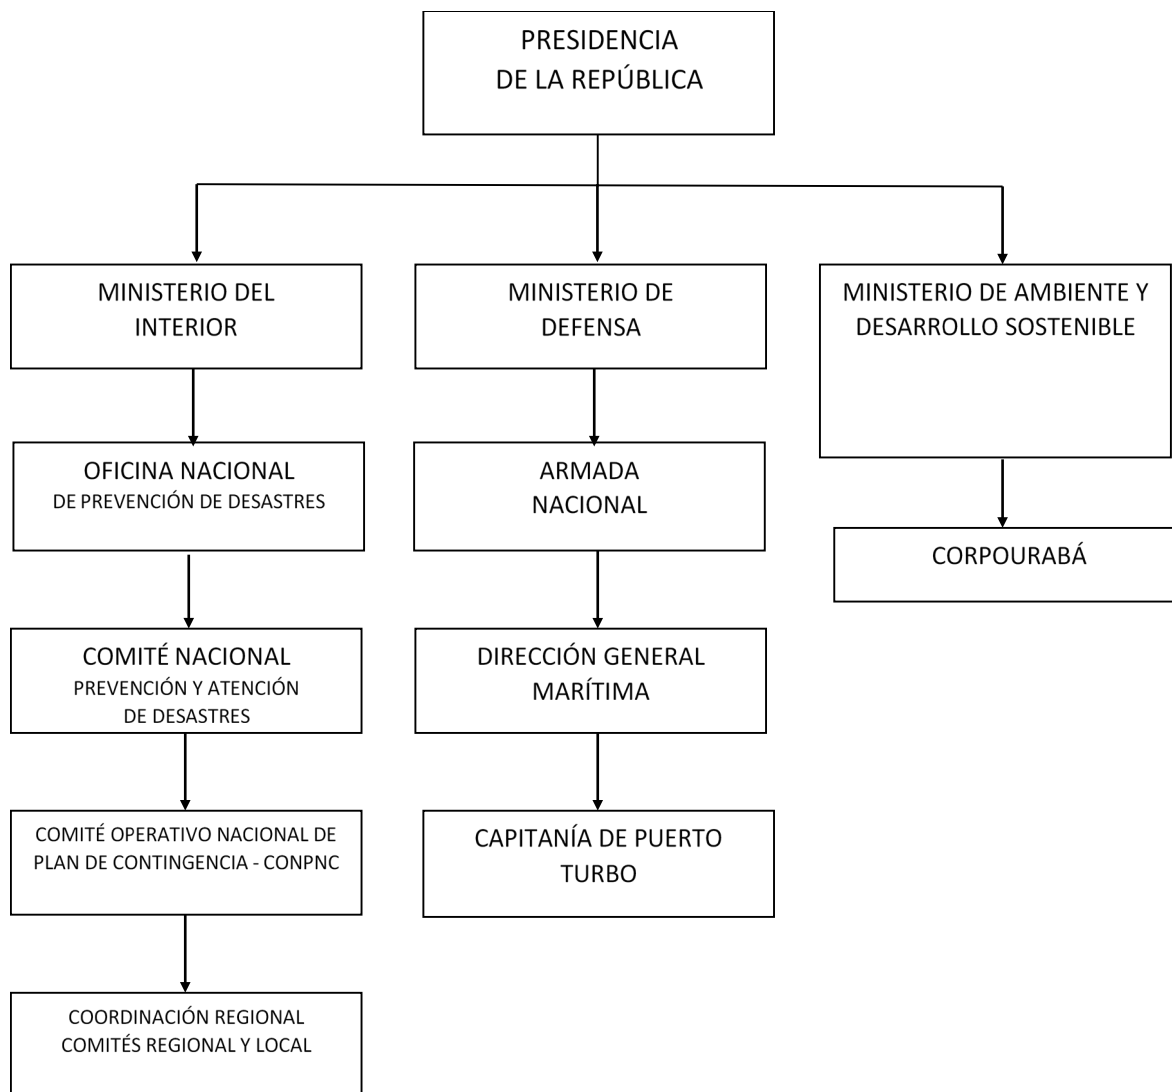 PRESIDENCIA
DE LA REPÚBLICA
MINISTERIO DEL
INTERIOR
MINISTERIO DE
DEFENSA
MINISTERIO DE AMBIENTE Y
DESARROLLO SOSTENIBLE
OFICINA NACIONAL
DE PREVENCIÓN DE DESASTRES
ARMADA
NACIONAL
CORPOURABÁ
COMITÉ NACIONAL
PREVENCIÓN Y ATENCIÓN
DE DESASTRES
DIRECCIÓN GENERAL
MARÍTIMA
COMITÉ OPERATIVO NACIONAL DE
PLAN DE CONTINGENCIA - CONPNC
CAPITANÍA DE PUERTO
TURBO
COORDINACIÓN REGIONAL
COMITÉS REGIONAL Y LOCAL